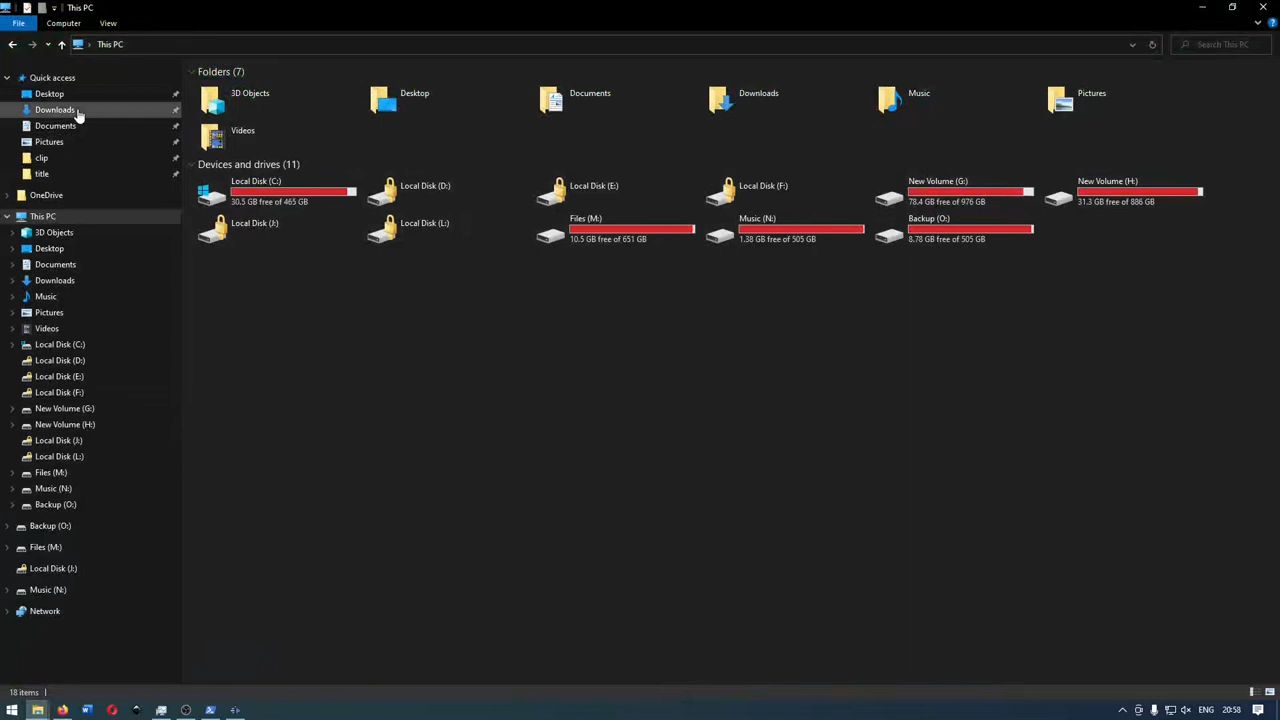 This PC
File Computer View
This PC
Search This PC
Quick access
Desktop
Downloads
Documents
Pictures
clip
title
OneDrive
This PC
3D Objects
Desktop
Documents
Downloads
Music
Pictures
Videos
Local Disk (C:)
Local Disk (D:)
Local Disk (E:)
Local Disk (F:)
New Volume (G:)
New Volume (H:)
Local Disk (J:)
Local Disk (L:)
Files (M:)
Music (N:)
Backup (O:)
Backup (O:)
Files (M:)
Local Disk (J:)
Music (N:)
Network
Folders (7)
3D Objects
Desktop
Documents
Downloads
Music
Pictures
Videos
Devices and drives (11)
Local Disk (C:)
30.5 GB free of 465 GB
Local Disk (D:)
Local Disk (E:)
Local Disk (F:)
New Volume (G:)
78.4 GB free of 976 GB
New Volume (H:)
31.3 GB free of 886 GB
Local Disk (J:)
Local Disk (L:)
Files (M:)
10.5 GB free of 651 GB
Music (N:)
1.38 GB free of 505 GB
Backup (O:)
8.78 GB free of 505 GB
18 items
ENG 20:58